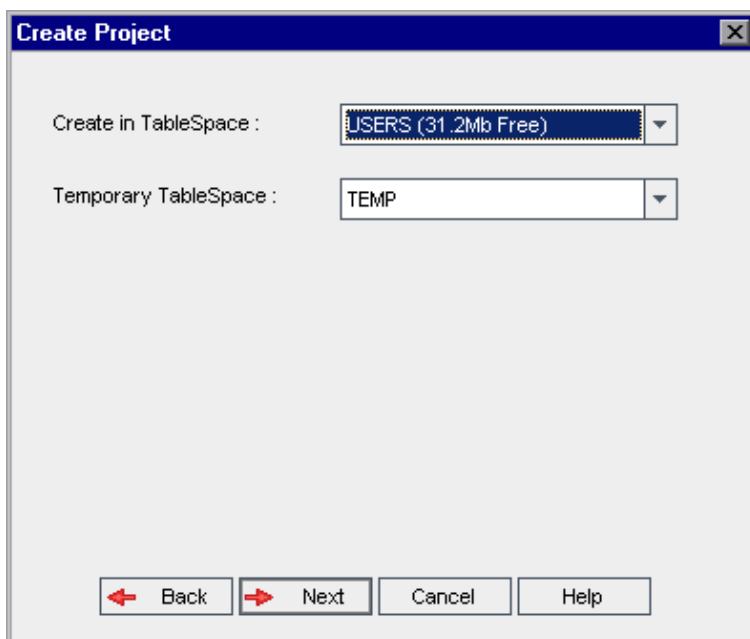 Create Project
Create in TableSpace : USERS (31.2Mb Free)
Temporary TableSpace : TEMP
Back Next Cancel Help